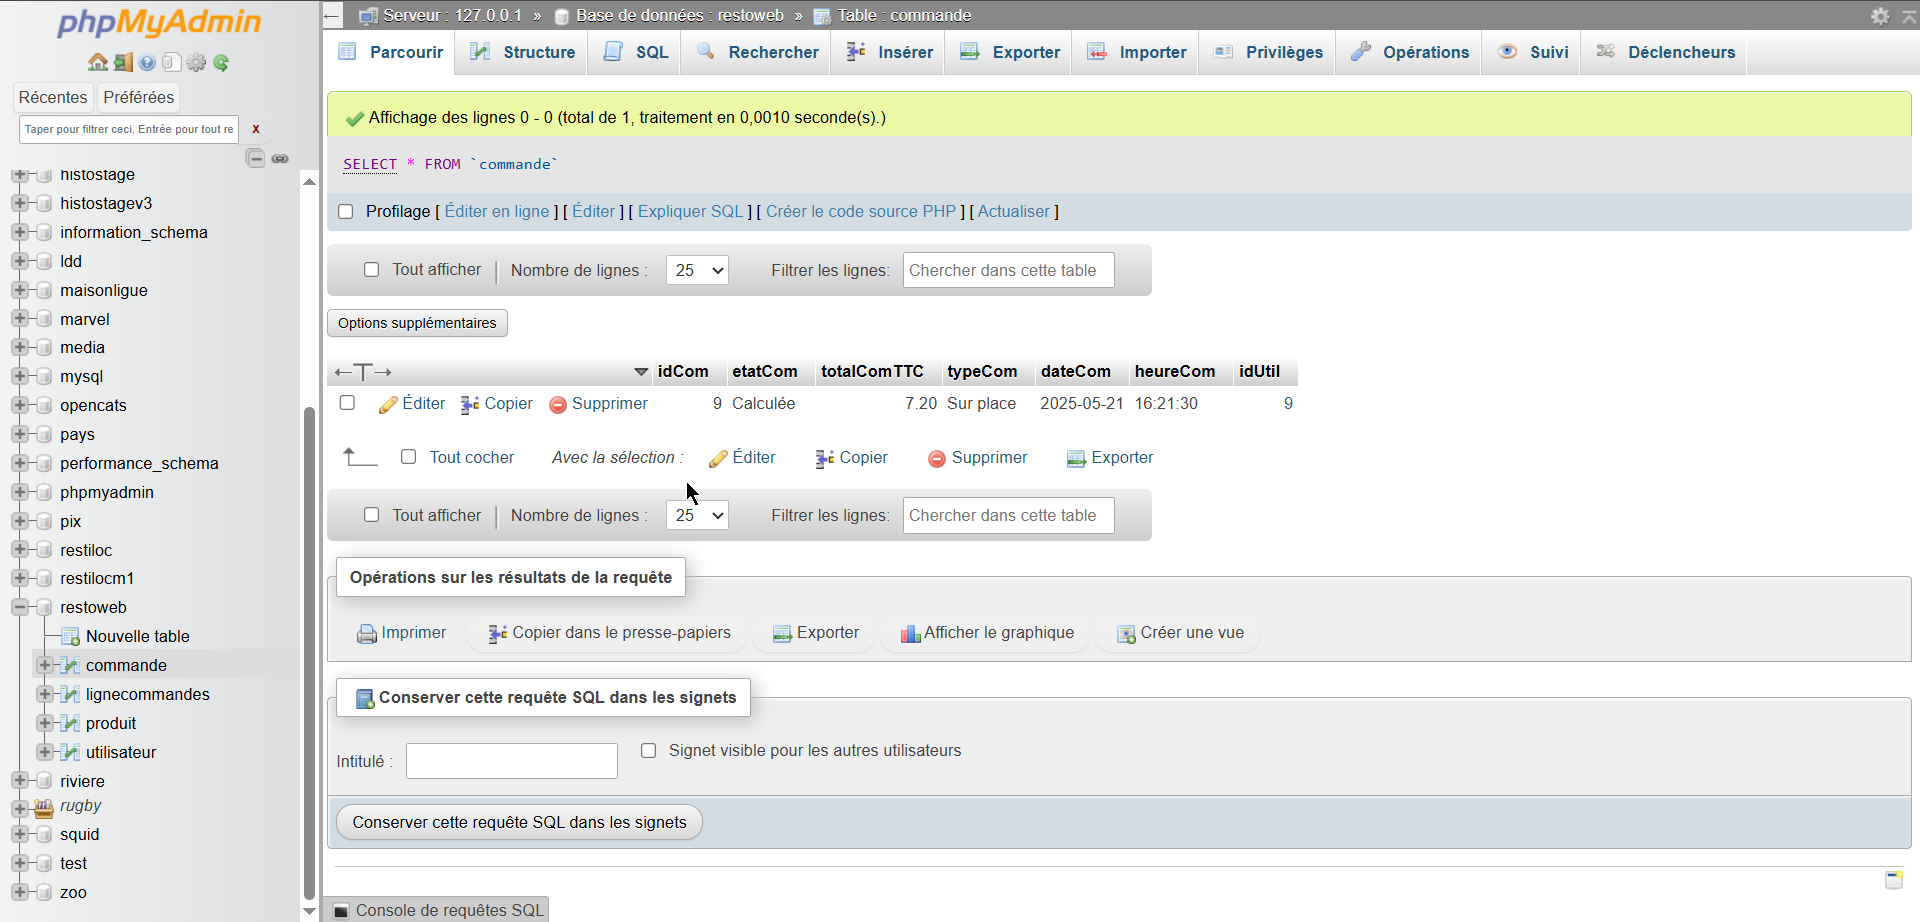 phpMyAdmin
Récentes Préférées
Taper pour filtrer ceci, Entrée pour tout re X
histostage
histostagev3
information_schema
ldd
maisonligue
marvel
media
mysql
opencats
pays
performance_schema
phpmyadmin
pix
restiloc
restilocm1
restoweb
Nouvelle table
commande
lignecommandes
produit
utilisateur
riviere
rugby
squid
test
zoo
Serveur : 127.0.0.1 » Base de données : restoweb » Table : commande
Parcourir Structure SQL Rechercher Insérer Exporter Importer Privilèges Opérations Suivi Déclencheurs
Affichage des lignes 0 - 0 (total de 1, traitement en 0,0010 seconde(s).)
SELECT * FROM `commande`
Profilage [ Éditer en ligne ] [ Éditer ] [ Expliquer SQL ] [ Créer le code source PHP ] [ Actualiser ]
Tout afficher | Nombre de lignes : 25 Filtrer les lignes: Chercher dans cette table
Options supplémentaires
←T→ idCom etatCom totalComTTC typeCom dateCom heureCom idUtil
Éditer Copier Supprimer 9 Calculée 7.20 Sur place 2025-05-21 16:21:30 9
Tout cocher Avec la sélection : Éditer Copier Supprimer Exporter
Tout afficher | Nombre de lignes : 25 Filtrer les lignes: Chercher dans cette table
Opérations sur les résultats de la requête
Imprimer Copier dans le presse-papiers Exporter Afficher le graphique Créer une vue
Conserver cette requête SQL dans les signets
Intitulé : Signet visible pour les autres utilisateurs
Conserver cette requête SQL dans les signets
Console de requêtes SQL